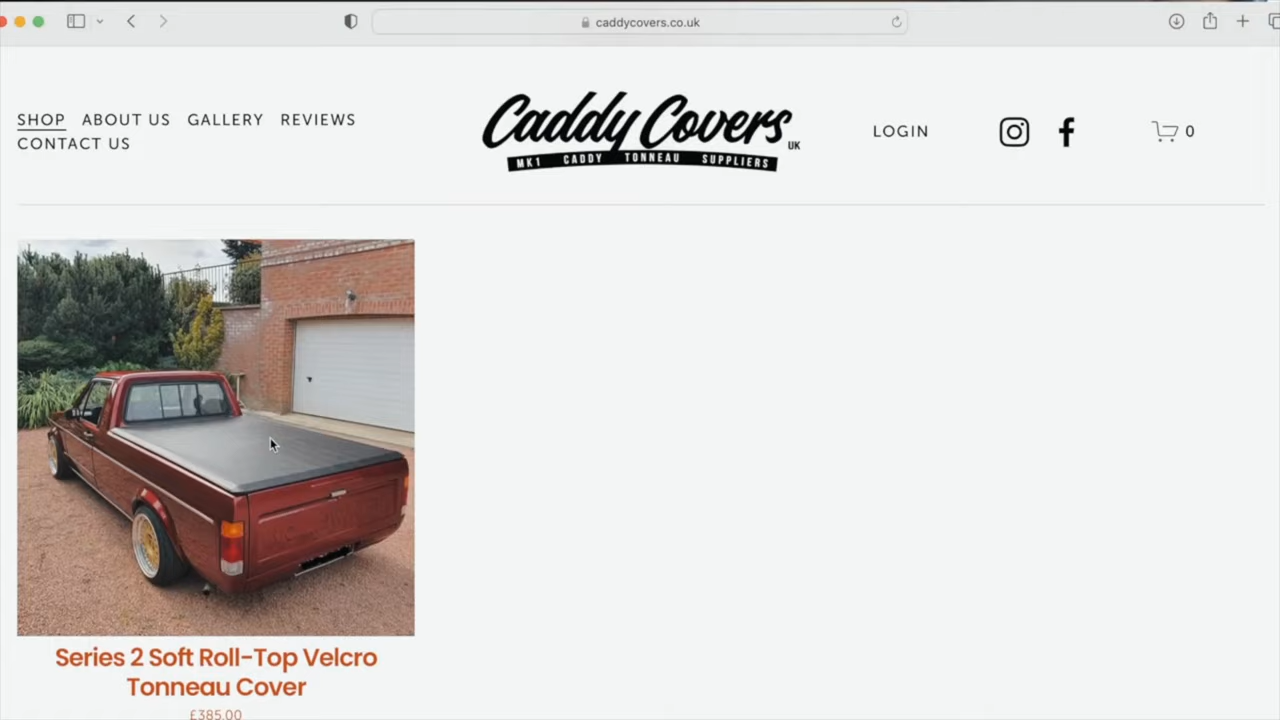 caddycovers.co.uk
SHOP ABOUT US GALLERY REVIEWS
CONTACT US
Caddy Covers UK
MK1 CADDY TONNEAU SUPPLIERS
LOGIN
0
Series 2 Soft Roll-Top Velcro
Tonneau Cover
£385.00